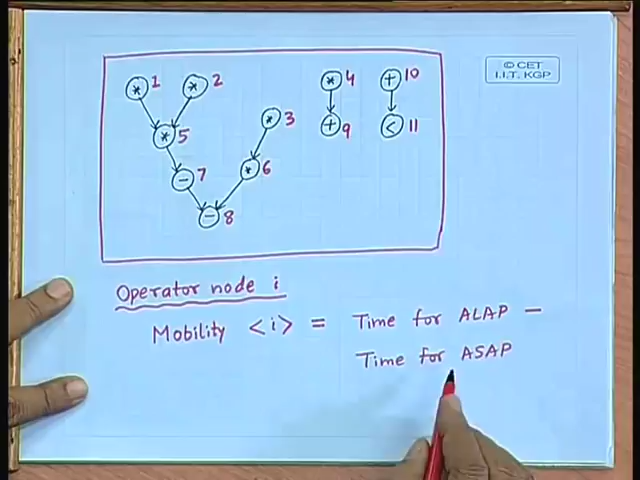 © CET
I.I.T. KGP
* 1
* 2
* 4
+ 10
* 3
* 5
+ 9
< 11
- 7
* 6
- 8
Operator node i
Mobility <i> = Time for ALAP -
Time for ASAP